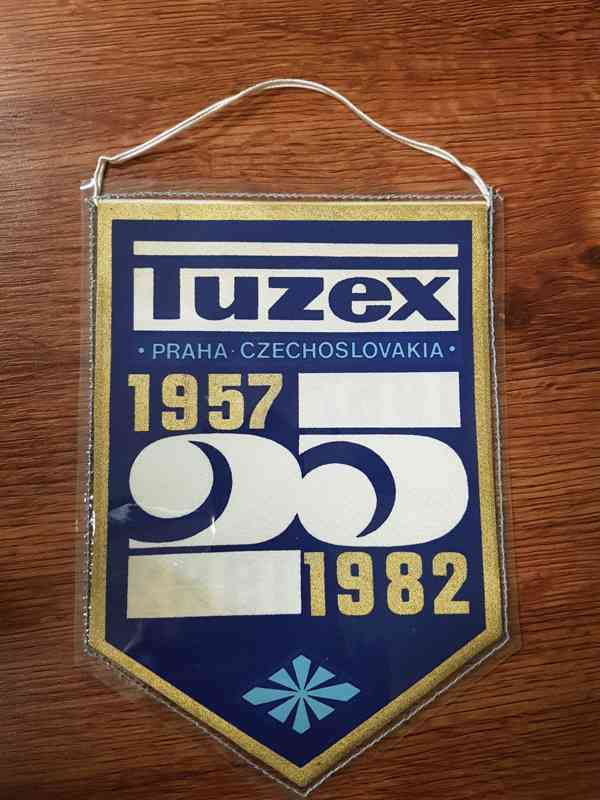 Tuzex
• PRAHA · CZECHOSLOVAKIA •
1957
25
1982